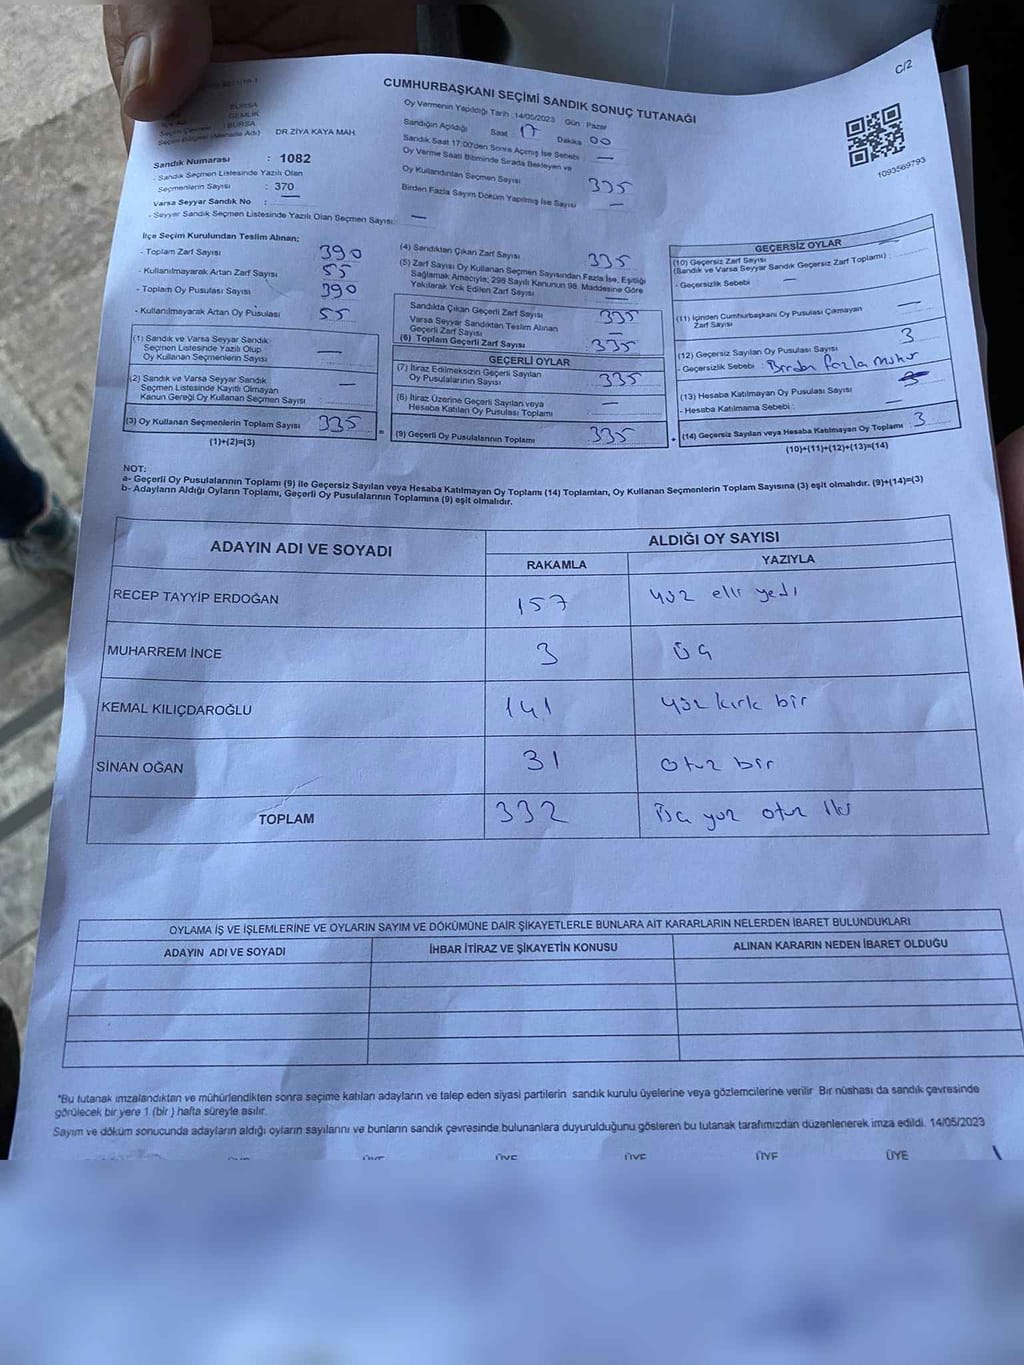 C/2
CUMHURBAŞKANI SEÇİMİ SANDIK SONUÇ TUTANAĞI
BURSA
GEMLİK
BURSA
Seçim Bölgesi (Mahalle Adı) DR.ZİYA KAYA MAH.
Sandık Numarası : 1082
- Sandık Seçmen Listesinde Yazılı Olan
Seçmenlerin Sayısı : 370
Varsa Seyyar Sandık No : —
- Seyyar Sandık Seçmen Listesinde Yazılı Olan Seçmen Sayısı: —
Oy Vermenin Yapıldığı Tarih :14/05/2023 Gün : Pazar
Sandığın Açıldığı Saat 17 Dakika 00
Sandık Saat 17:00'den Sonra Açılmış İse Sebebi —
Oy Verme Saati Bitiminde Sırada Bekleyen ve
Oy Kullandırılan Seçmen Sayısı 335
Birden Fazla Sayım Döküm Yapılmış İse Sayısı —
1093569793
İlçe Seçim Kurulundan Teslim Alınan;
- Toplam Zarf Sayısı 390
- Kullanılmayarak Artan Zarf Sayısı 55
- Toplam Oy Pusulası Sayısı 390
- Kullanılmayarak Artan Oy Pusulası 55
(1) Sandık ve Varsa Seyyar Sandık
Seçmen Listesinde Yazılı Olup
Oy Kullanan Seçmenlerin Sayısı —
(2) Sandık ve Varsa Seyyar Sandık
Seçmen Listesinde Kayıtlı Olmayan
Kanun Gereği Oy Kullanan Seçmen Sayısı —
(3) Oy Kullanan Seçmenlerin Toplam Sayısı 335
(1)+(2)=(3)
(4) Sandıktan Çıkan Zarf Sayısı 335
(5) Zarf Sayısı Oy Kullanan Seçmen Sayısından Fazla İse, Eşitliği
Sağlamak Amacıyla; 298 Sayılı Kanunun 98. Maddesine Göre
Yakılarak Yok Edilen Zarf Sayısı —
Sandıkta Çıkan Geçerli Zarf Sayısı 335
Varsa Seyyar Sandıktan Teslim Alınan
Geçerli Zarf Sayısı —
(6) Toplam Geçerli Zarf Sayısı 335
GEÇERLİ OYLAR
(7) İtiraz Edilmeksizin Geçerli Sayılan
Oy Pusulalarının Sayısı 335
(8) İtiraz Üzerine Geçerli Sayılan veya
Hesaba Katılan Oy Pusulası Toplamı —
(9) Geçerli Oy Pusulalarının Toplamı 335
=
+
GEÇERSİZ OYLAR
(10) Geçersiz Zarf Sayısı
(Sandık ve Varsa Seyyar Sandık Geçersiz Zarf Toplamı) : —
- Geçersizlik Sebebi : —
(11) İçinden Cumhurbaşkanı Oy Pusulası Çıkmayan
Zarf Sayısı —
(12) Geçersiz Sayılan Oy Pusulası Sayısı 3
- Geçersizlik Sebebi : Birden fazla mühür
(13) Hesaba Katılmayan Oy Pusulası Sayısı
- Hesaba Katılmama Sebebi : —
(14) Geçersiz Sayılan veya Hesaba Katılmayan Oy Toplamı : 3
(10)+(11)+(12)+(13)=(14)
NOT:
a- Geçerli Oy Pusulalarının Toplamı (9) ile Geçersiz Sayılan veya Hesaba Katılmayan Oy Toplamı (14) Toplamları, Oy Kullanan Seçmenlerin Toplam Sayısına (3) eşit olmalıdır. (9)+(14)=(3)
b- Adayların Aldığı Oyların Toplamı, Geçerli Oy Pusulalarının Toplamına (9) eşit olmalıdır.
ADAYIN ADI VE SOYADI ALDIĞI OY SAYISI
RAKAMLA YAZIYLA
RECEP TAYYİP ERDOĞAN 157 yüz elli yedi
MUHARREM İNCE 3 üç
KEMAL KILIÇDAROĞLU 141 yüz kırk bir
SİNAN OĞAN 31 otuz bir
TOPLAM 332 üç yüz otuz iki
OYLAMA İŞ VE İŞLEMLERİNE VE OYLARIN SAYIM VE DÖKÜMÜNE DAİR ŞİKAYETLERLE BUNLARA AİT KARARLARIN NELERDEN İBARET BULUNDUKLARI
ADAYIN ADI VE SOYADI İHBAR İTİRAZ VE ŞİKAYETİN KONUSU ALINAN KARARIN NEDEN İBARET OLDUĞU
*Bu tutanak imzalandıktan ve mühürlendikten sonra seçime katılan adayların ve talep eden siyasi partilerin sandık kurulu üyelerine veya gözlemcilerine verilir Bir nüshası da sandık çevresinde
görülecek bir yere 1 (bir ) hafta süreyle asılır.
Sayım ve döküm sonucunda adayların aldığı oyların sayılarını ve bunların sandık çevresinde bulunanlara duyurulduğunu gösteren bu tutanak tarafımızdan düzenlenerek imza edildi. 14/05/2023
ÜYE ÜYE ÜYE ÜYE ÜYE ÜYE